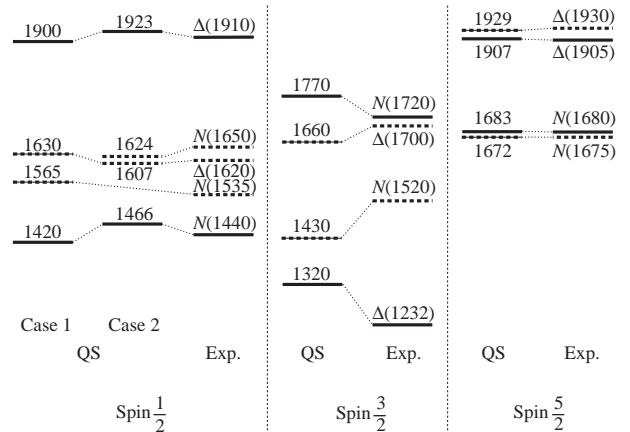 1900
1923
Δ(1910)
1630
1624
N(1650)
1565
1607
Δ(1620)
N(1535)
1420
1466
N(1440)
Case 1
Case 2
QS
Exp.
Spin 1/2
1770
N(1720)
1660
Δ(1700)
1430
N(1520)
1320
Δ(1232)
QS
Exp.
Spin 3/2
1929
Δ(1930)
1907
Δ(1905)
1683
N(1680)
1672
N(1675)
QS
Exp.
Spin 5/2